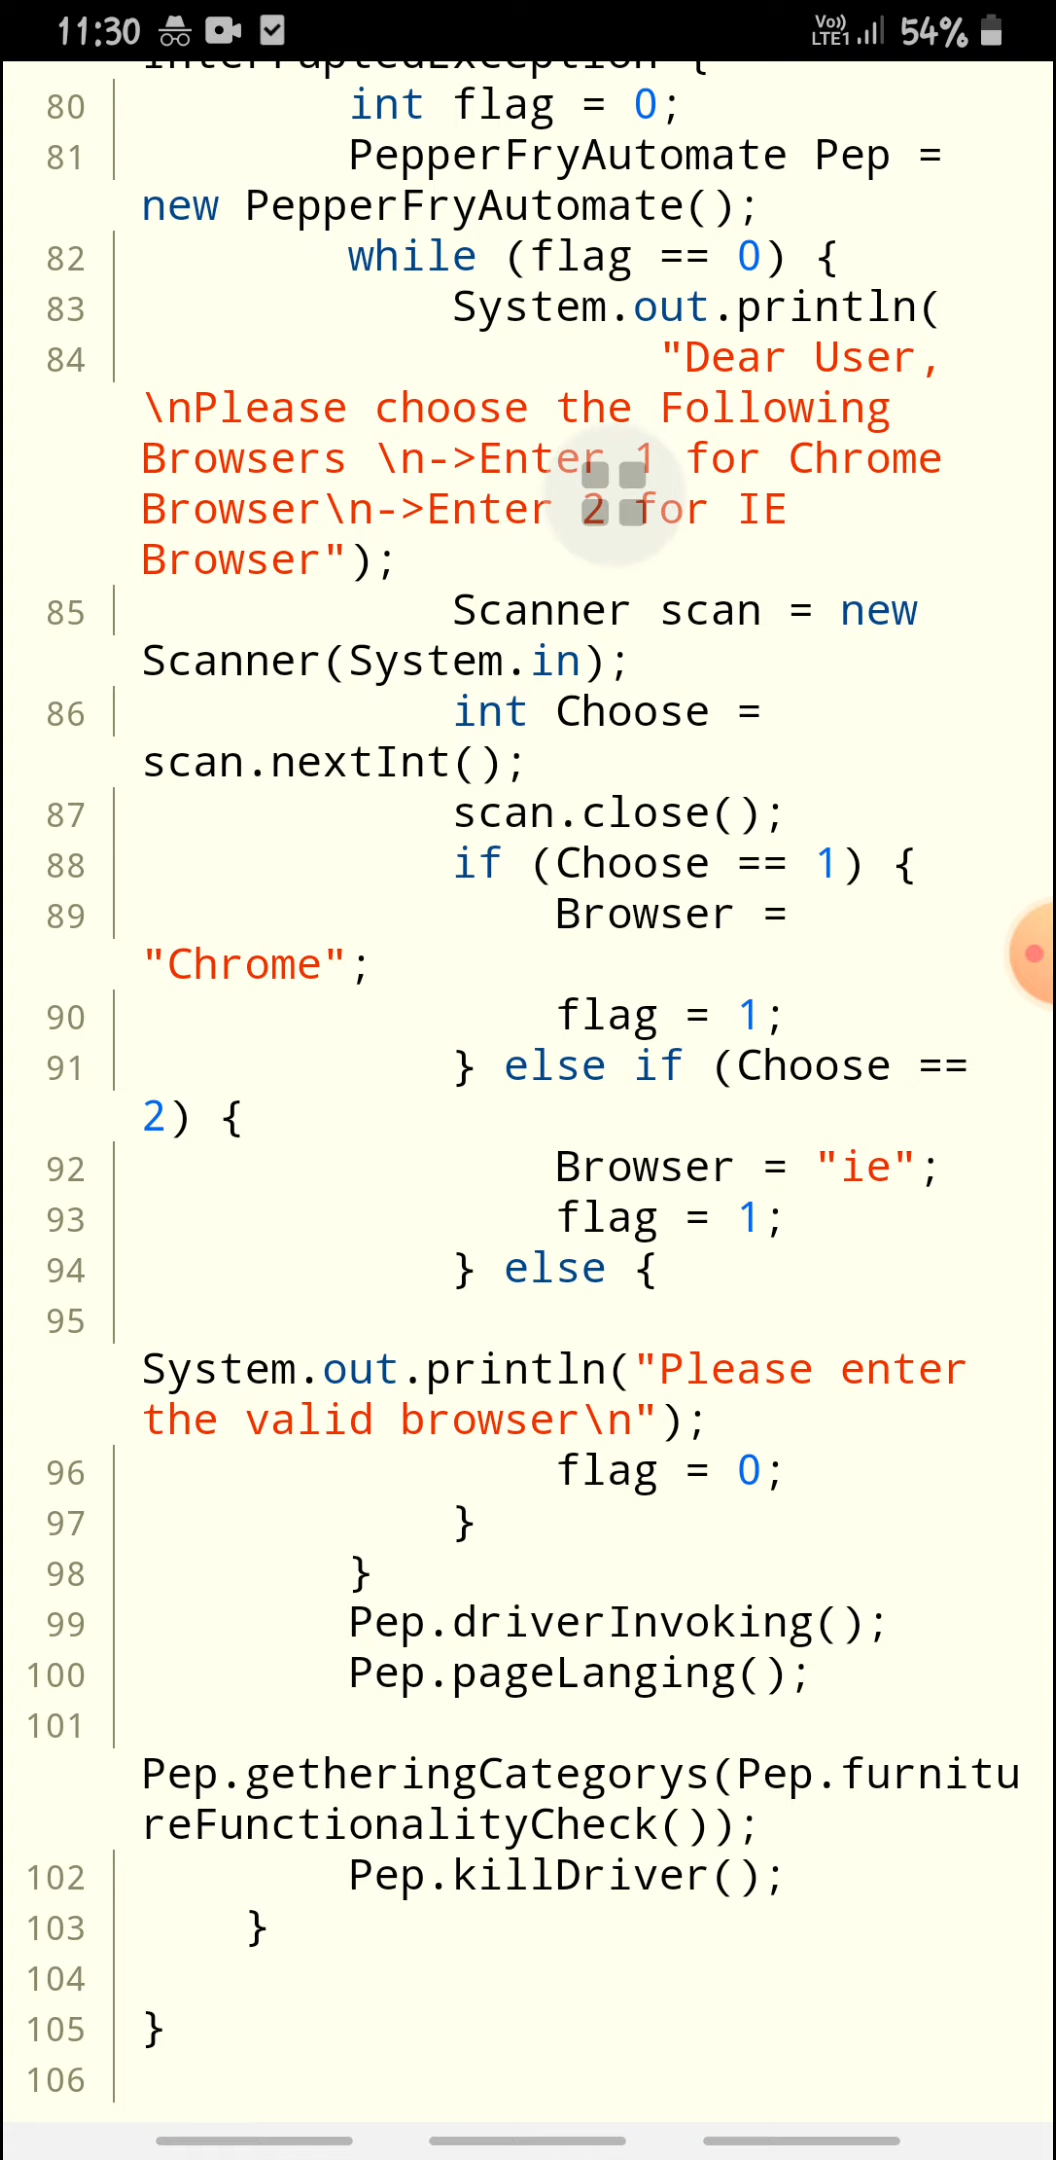 11:30 Vo)) LTE1 54%
InterruptedException {
80 int flag = 0;
81 PepperFryAutomate Pep =
new PepperFryAutomate();
82 while (flag == 0) {
83 System.out.println(
84 "Dear User,
\nPlease choose the Following
Browsers \n->Enter 1 for Chrome
Browser\n->Enter 2 for IE
Browser");
85 Scanner scan = new
Scanner(System.in);
86 int Choose =
scan.nextInt();
87 scan.close();
88 if (Choose == 1) {
89 Browser =
"Chrome";
90 flag = 1;
91 } else if (Choose ==
2) {
92 Browser = "ie";
93 flag = 1;
94 } else {
95
System.out.println("Please enter
the valid browser\n");
96 flag = 0;
97 }
98 }
99 Pep.driverInvoking();
100 Pep.pageLanging();
101
Pep.getheringCategorys(Pep.furnitu
reFunctionalityCheck());
102 Pep.killDriver();
103 }
104
105 }
106